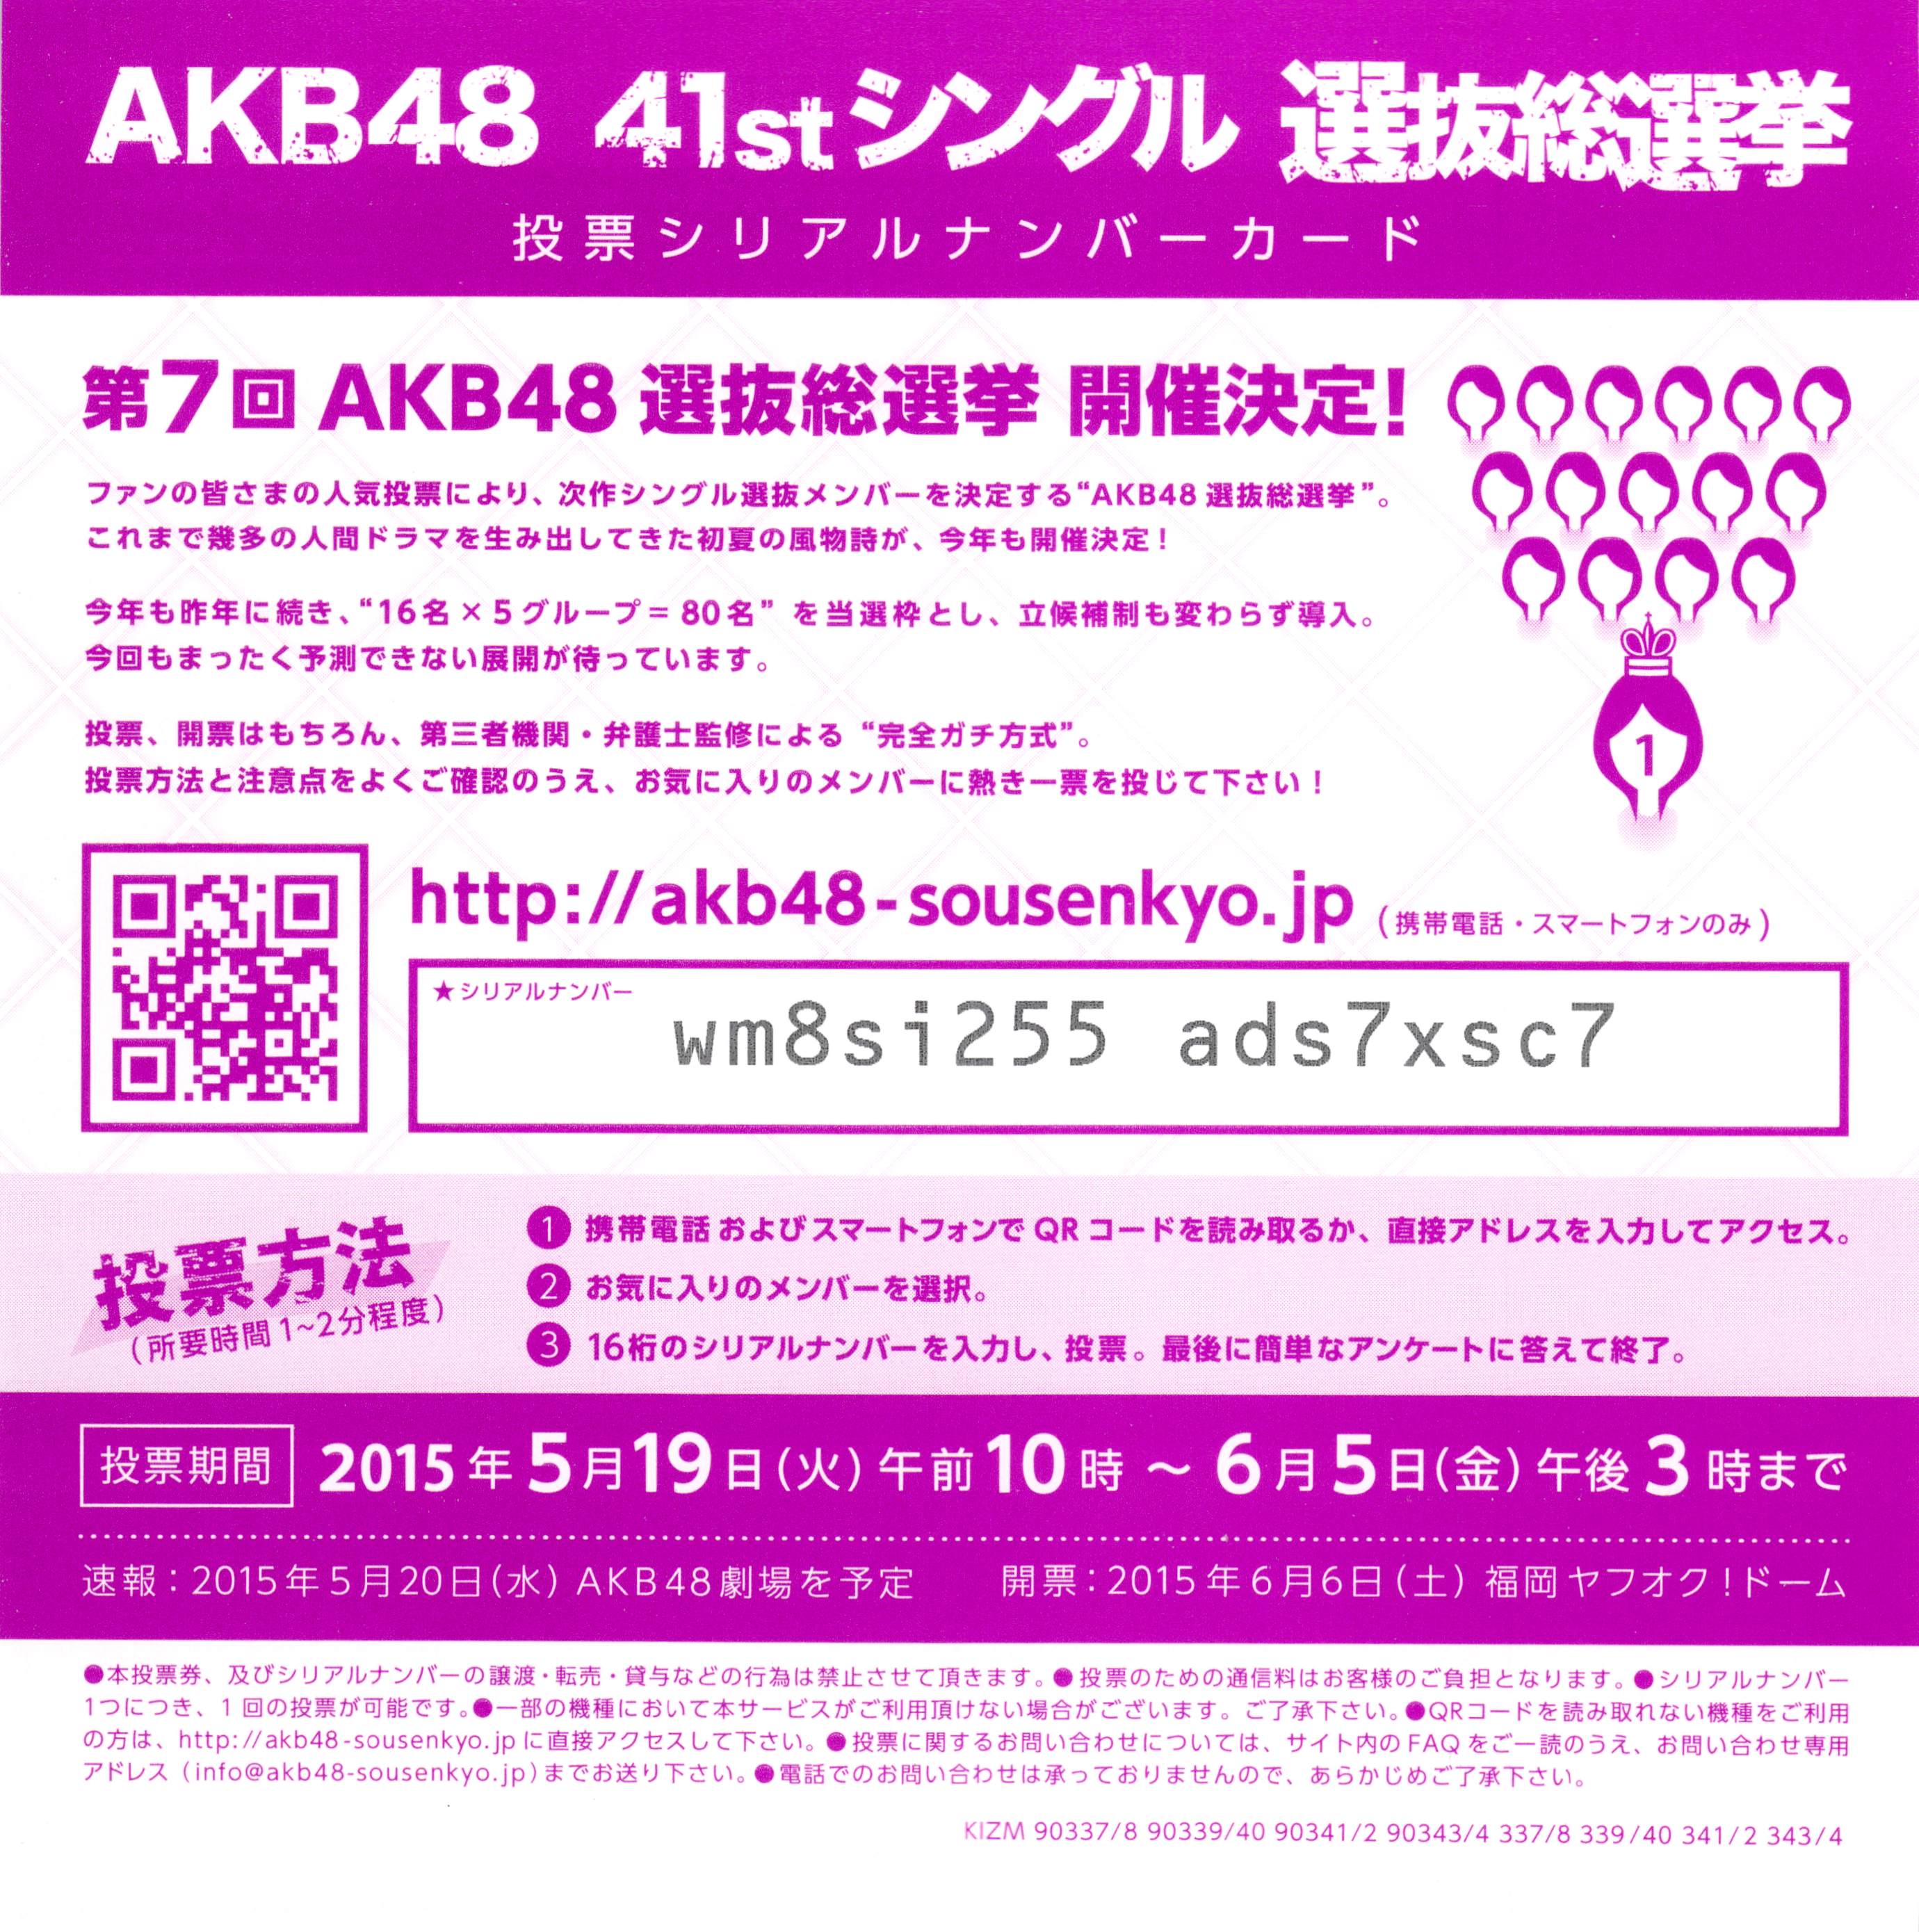 AKB48 41stシングル 選抜総選挙
投票シリアルナンバーカード
第7回 AKB48 選抜総選挙 開催決定!
ファンの皆さまの人気投票により、次作シングル選抜メンバーを決定する“AKB48 選抜総選挙”。
これまで幾多の人間ドラマを生み出してきた初夏の風物詩が、今年も開催決定！
今年も昨年に続き、“16名×5グループ＝80名” を当選枠とし、立候補制も変わらず導入。
今回もまったく予測できない展開が待っています。
投票、開票はもちろん、第三者機関・弁護士監修による “完全ガチ方式”。
投票方法と注意点をよくご確認のうえ、お気に入りのメンバーに熱き一票を投じて下さい！
1
http://akb48-sousenkyo.jp (携帯電話・スマートフォンのみ)
★シリアルナンバー
wm8si255 ads7xsc7
投票方法
(所要時間 1~2分程度)
1 携帯電話 およびスマートフォンで QR コードを読み取るか、直接アドレスを入力してアクセス。
2 お気に入りのメンバーを選択。
3 16桁のシリアルナンバーを入力し、投票。最後に簡単なアンケートに答えて終了。
投票期間 2015年5月19日(火)午前10時 ～ 6月5日(金)午後3時まで
速報：2015年5月20日(水) AKB48劇場を予定 開票：2015年6月6日(土) 福岡 ヤフオク！ドーム
●本投票券、及びシリアルナンバーの譲渡・転売・貸与などの行為は禁止させて頂きます。●投票のための通信料はお客様のご負担となります。●シリアルナンバー
1つにつき、1回の投票が可能です。●一部の機種において本サービスがご利用頂けない場合がございます。ご了承下さい。●QRコードを読み取れない機種をご利用
の方は、http://akb48-sousenkyo.jp に直接アクセスして下さい。●投票に関するお問い合わせについては、サイト内の FAQ をご一読のうえ、お問い合わせ専用
アドレス（info@akb48-sousenkyo.jp)までお送り下さい。●電話でのお問い合わせは承っておりませんので、あらかじめご了承下さい。
KIZM 90337/8 90339/40 90341/2 90343/4 337/8 339/40 341/2 343/4